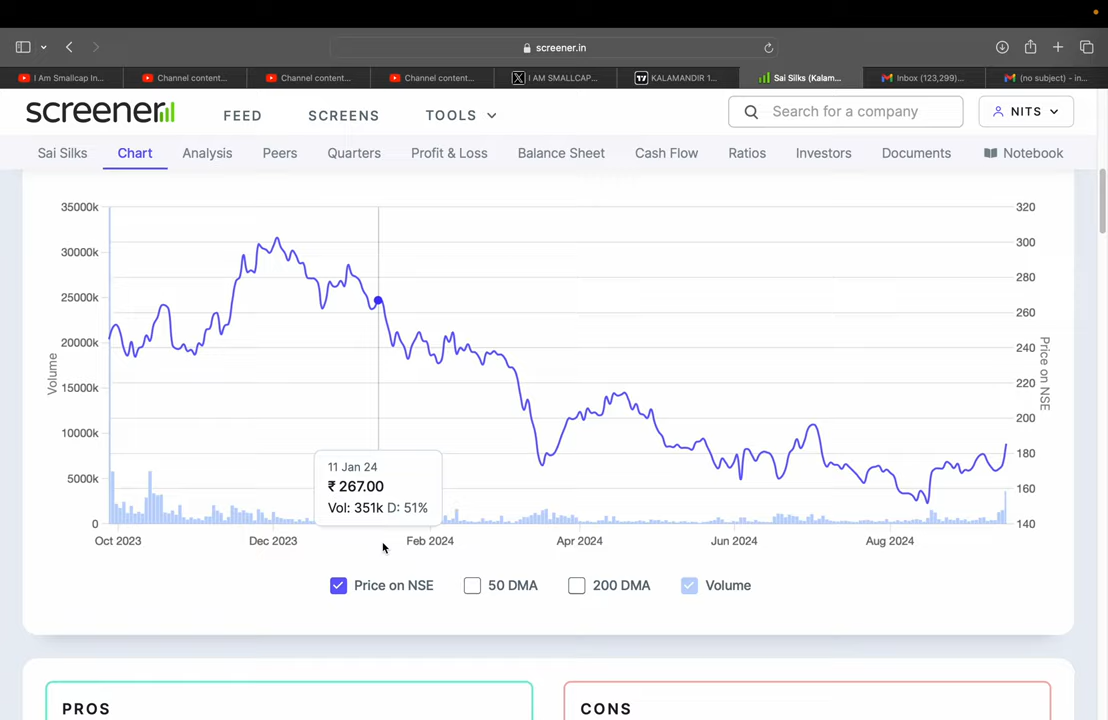 screener.in
I Am Smallcap In...
Channel content...
Channel content...
Channel content...
I AM SMALLCAP...
KALAMANDIR 1...
Sai Silks (Kalam...
Inbox (123,299)...
(no subject) - in...
screener
FEED
SCREENS
TOOLS
Search for a company
NITS
Sai Silks
Chart
Analysis
Peers
Quarters
Profit & Loss
Balance Sheet
Cash Flow
Ratios
Investors
Documents
Notebook
35000k
30000k
25000k
20000k
15000k
10000k
5000k
0
Volume
320
300
280
260
240
220
200
180
160
140
Price on NSE
11 Jan 24
₹ 267.00
Vol: 351k D: 51%
Oct 2023
Dec 2023
Feb 2024
Apr 2024
Jun 2024
Aug 2024
Price on NSE
50 DMA
200 DMA
Volume
PROS
CONS